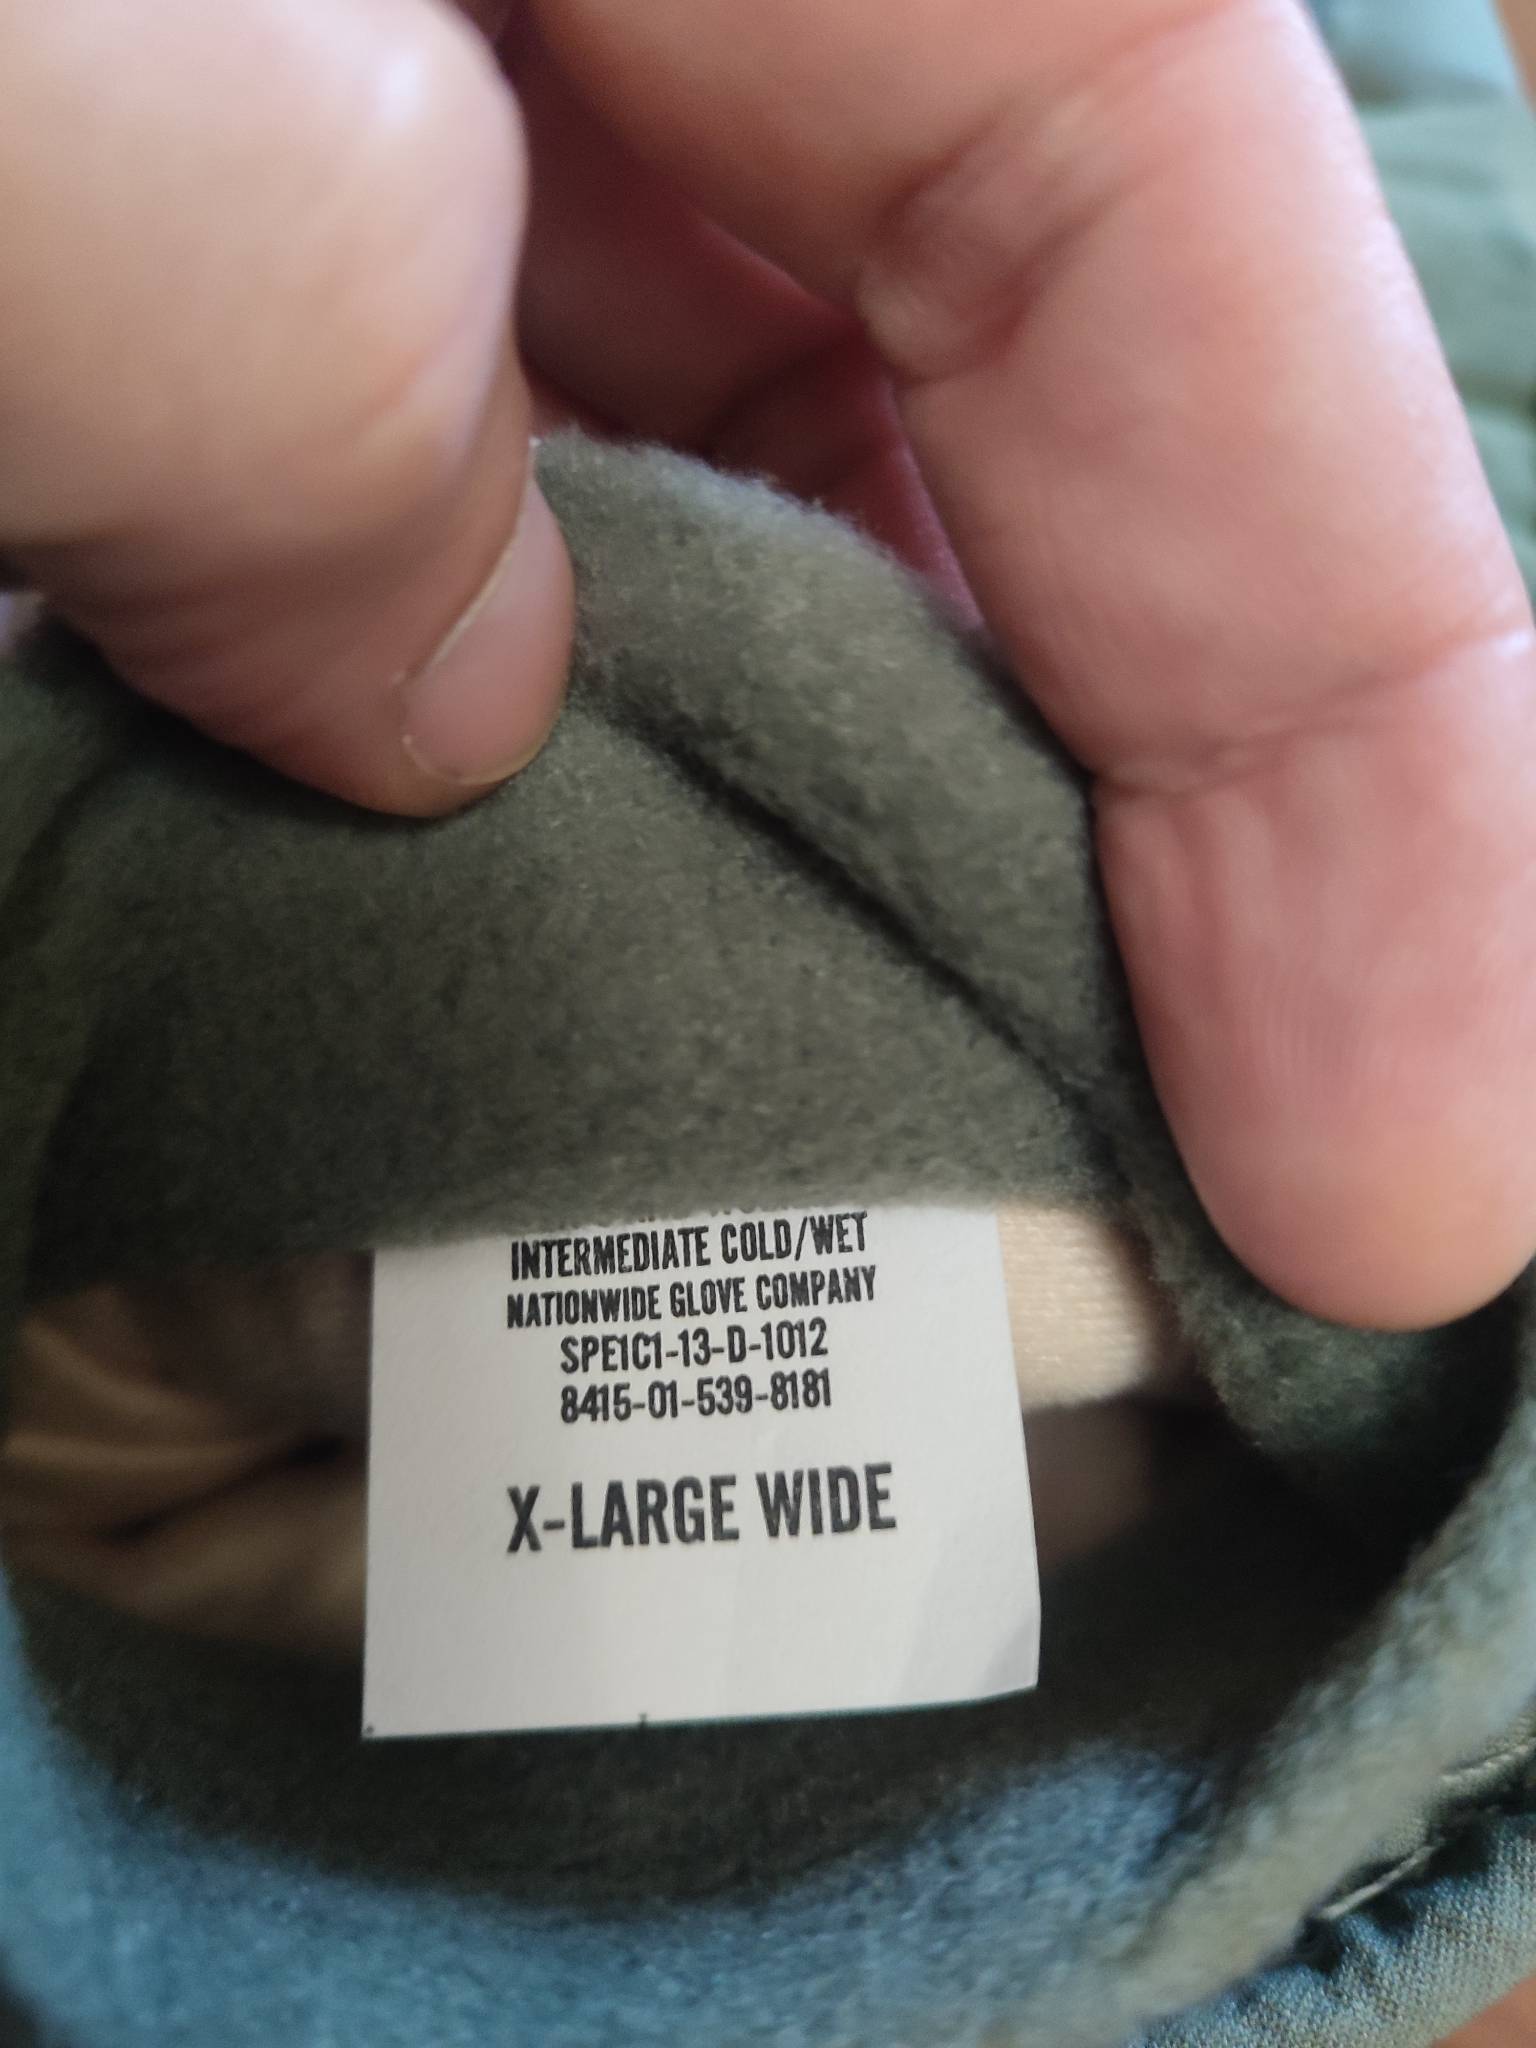 INTERMEDIATE COLD/WET
NATIONWIDE GLOVE COMPANY
SPE1C1-13-D-1012
8415-01-539-8181
X-LARGE WIDE